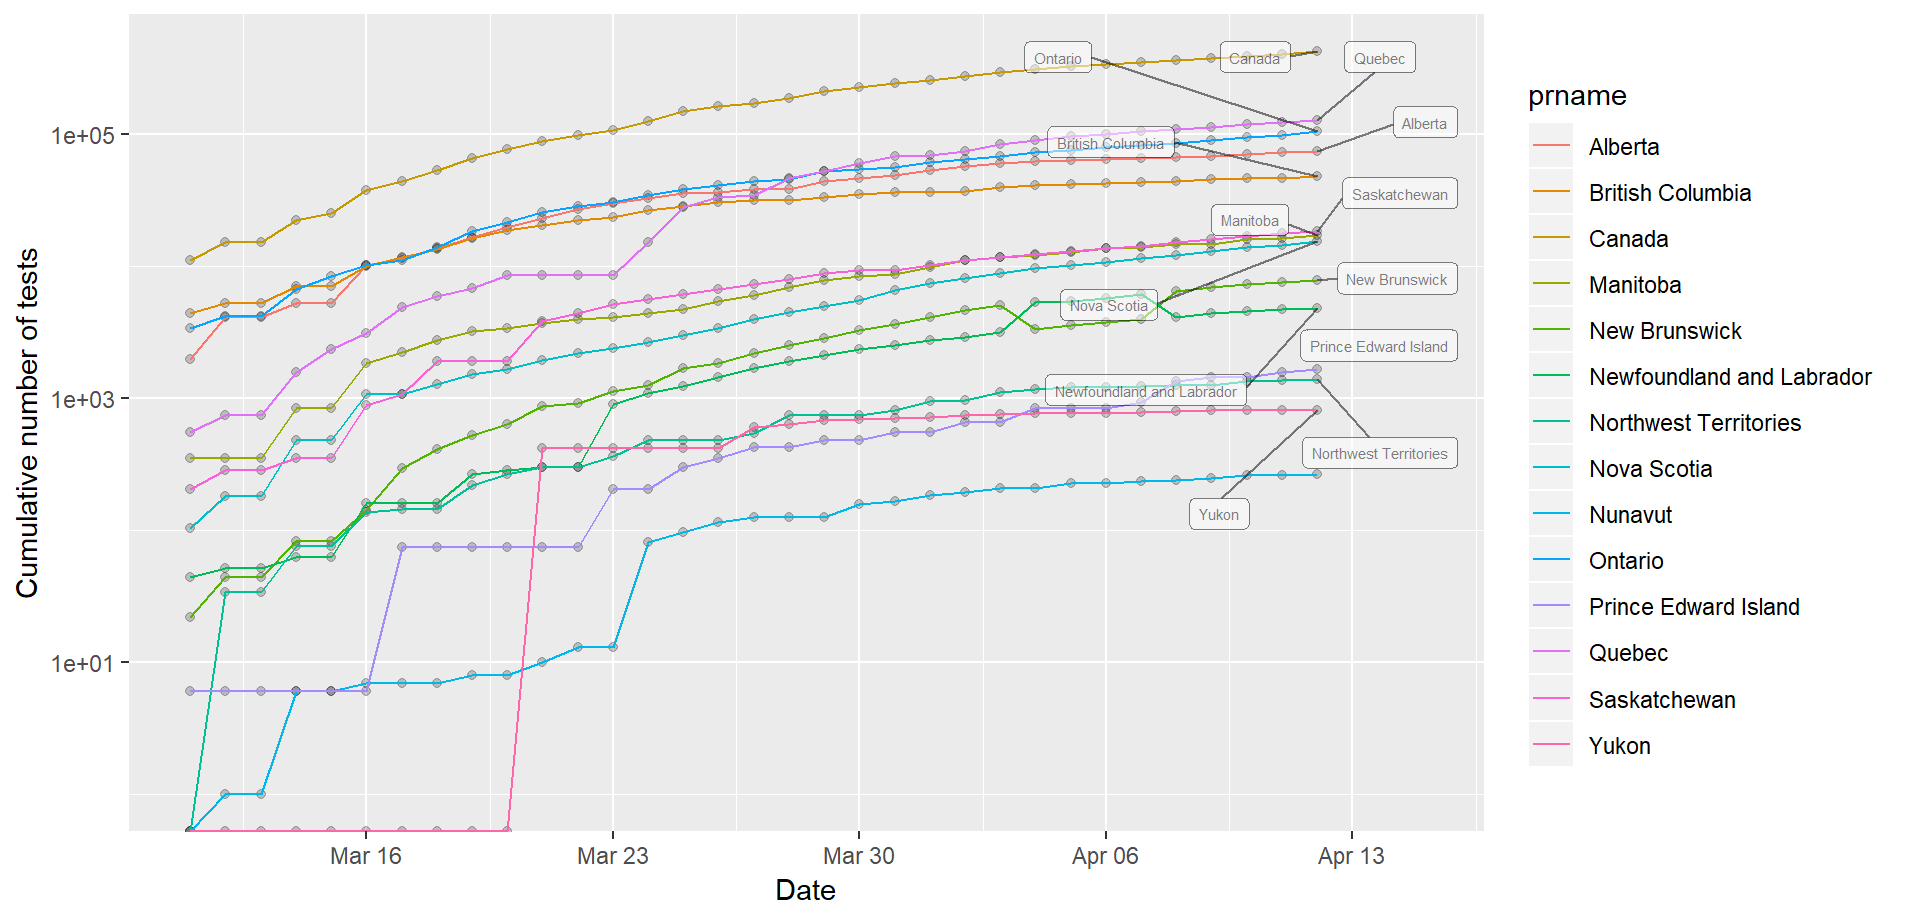 Cumulative number of tests
1e+05
1e+03
1e+01
Ontario
Canada
Quebec
Alberta
British Columbia
Saskatchewan
Manitoba
New Brunswick
Nova Scotia
Prince Edward Island
Newfoundland and Labrador
Northwest Territories
Yukon
Mar 16
Mar 23
Mar 30
Apr 06
Apr 13
Date
prname
Alberta
British Columbia
Canada
Manitoba
New Brunswick
Newfoundland and Labrador
Northwest Territories
Nova Scotia
Nunavut
Ontario
Prince Edward Island
Quebec
Saskatchewan
Yukon